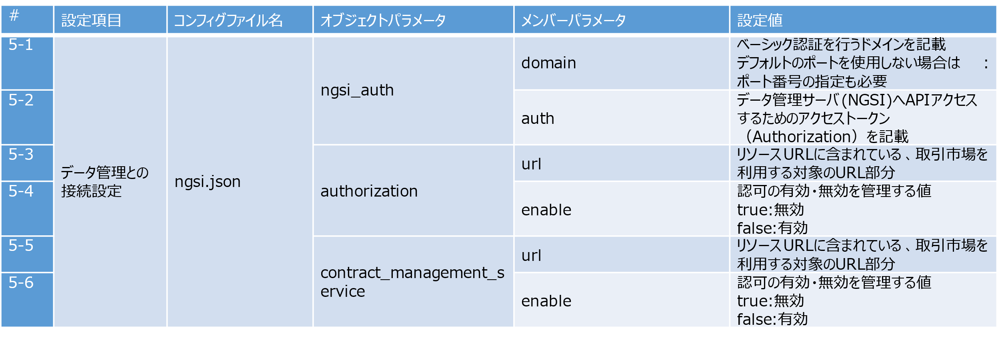 # 設定項目 コンフィグファイル名 オブジェクトパラメータ メンバーパラメータ 設定値
データ管理との
接続設定
ngsi.json
ngsi_auth
5-1
domain
ベーシック認証を行うドメインを記載
デフォルトのポートを使用しない場合は　:
ポート番号の指定も必要
5-2
auth
データ管理サーバ(NGSI)へAPIアクセス
するためのアクセストークン
（Authorization）を記載
authorization
5-3
url
リソースURLに含まれている、取引市場を
利用する対象のURL部分
5-4
enable
認可の有効・無効を管理する値
true:無効
false:有効
contract_management_s
ervice
5-5
url
リソースURLに含まれている、取引市場を
利用する対象のURL部分
5-6
enable
認可の有効・無効を管理する値
true:無効
false:有効